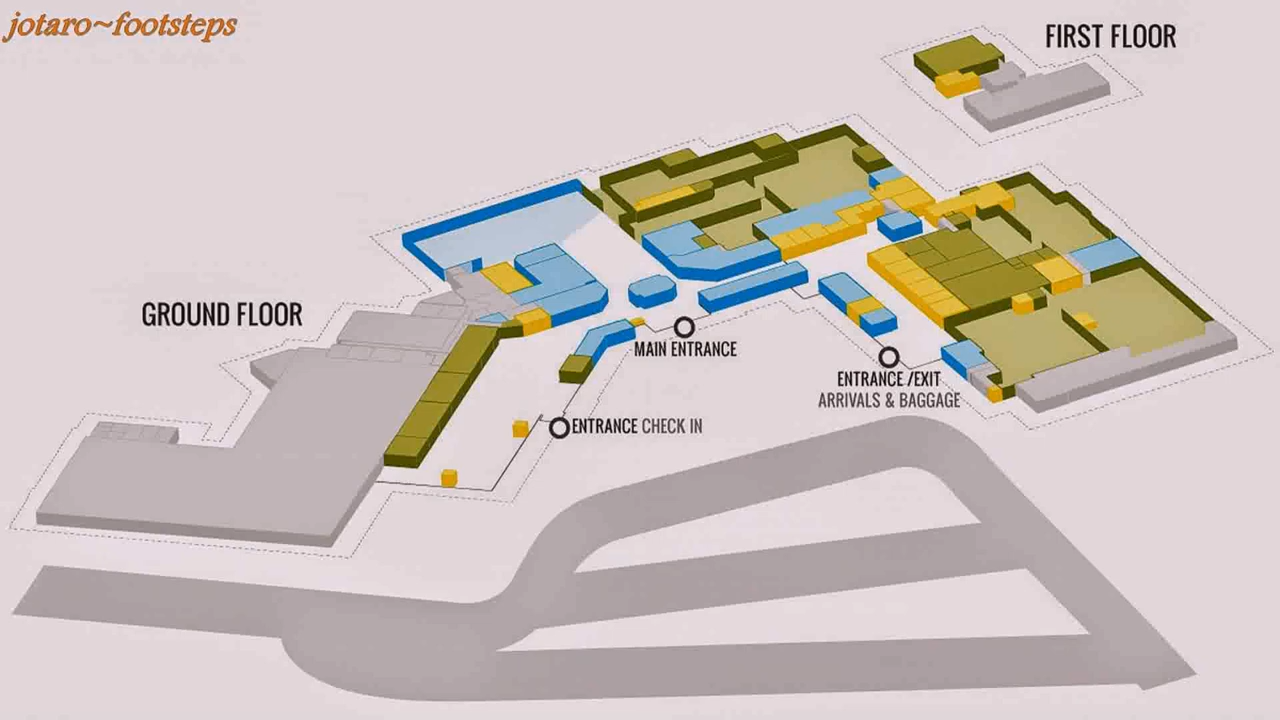 jotaro~footsteps
FIRST FLOOR
GROUND FLOOR
MAIN ENTRANCE
ENTRANCE /EXIT
ARRIVALS & BAGGAGE
ENTRANCE CHECK IN